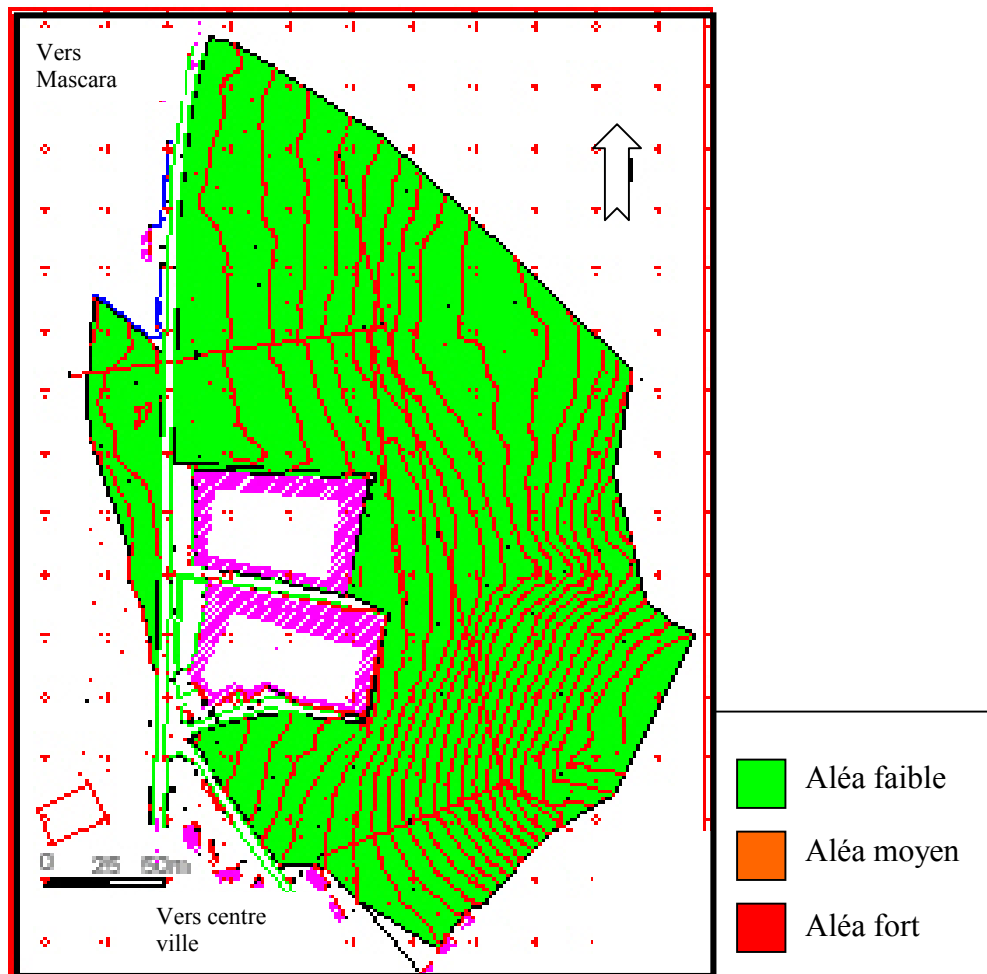 Vers
Mascara
0 25 50m
Vers centre
ville
Aléa faible
Aléa moyen
Aléa fort